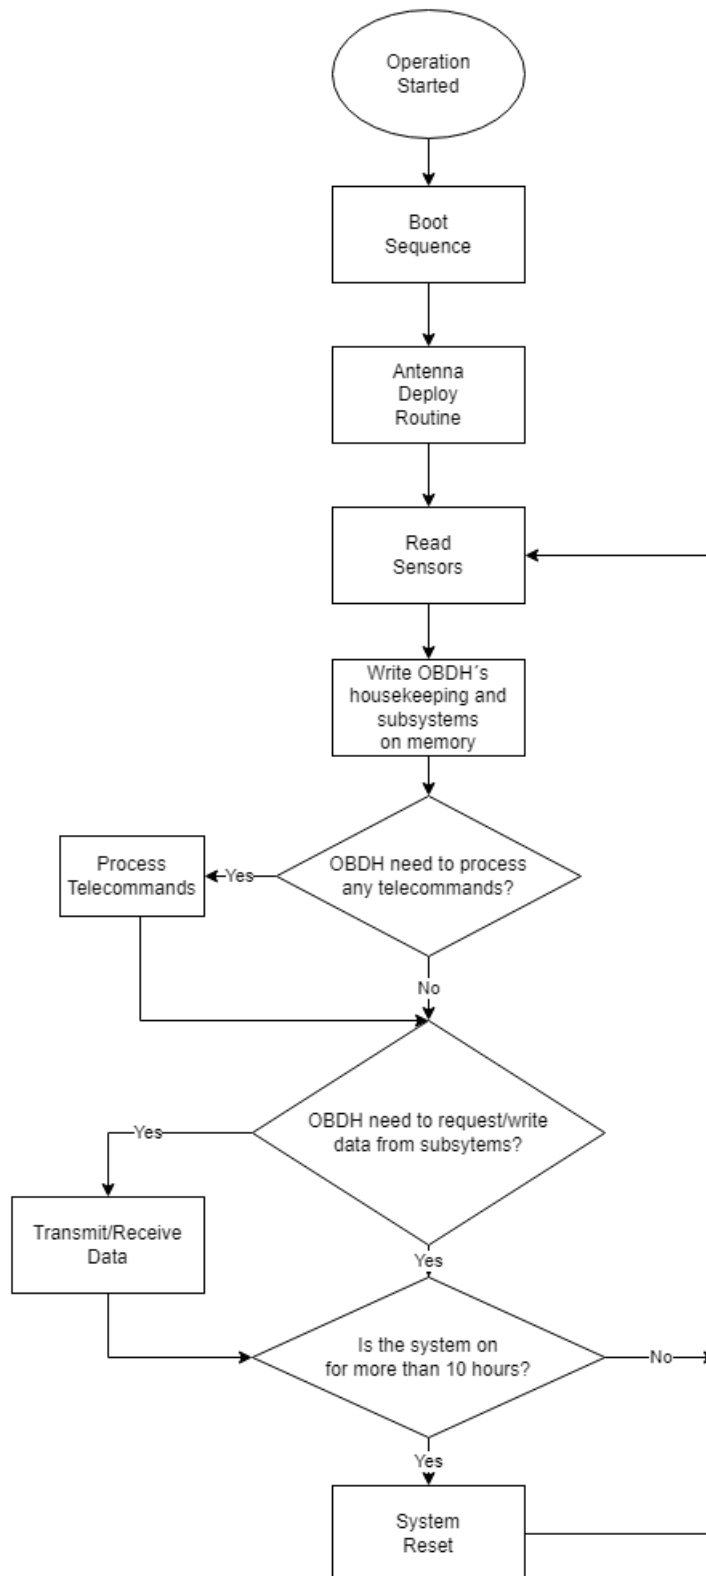 Operation
Started
Boot
Sequence
Antenna
Deploy
Routine
Read
Sensors
Write OBDH´s
housekeeping and
subsystems
on memory
Process
Telecommands
Yes
OBDH need to process
any telecommands?
No
OBDH need to request/write
data from subsytems?
Yes
Transmit/Receive
Data
Yes
Is the system on
for more than 10 hours?
No
Yes
System
Reset